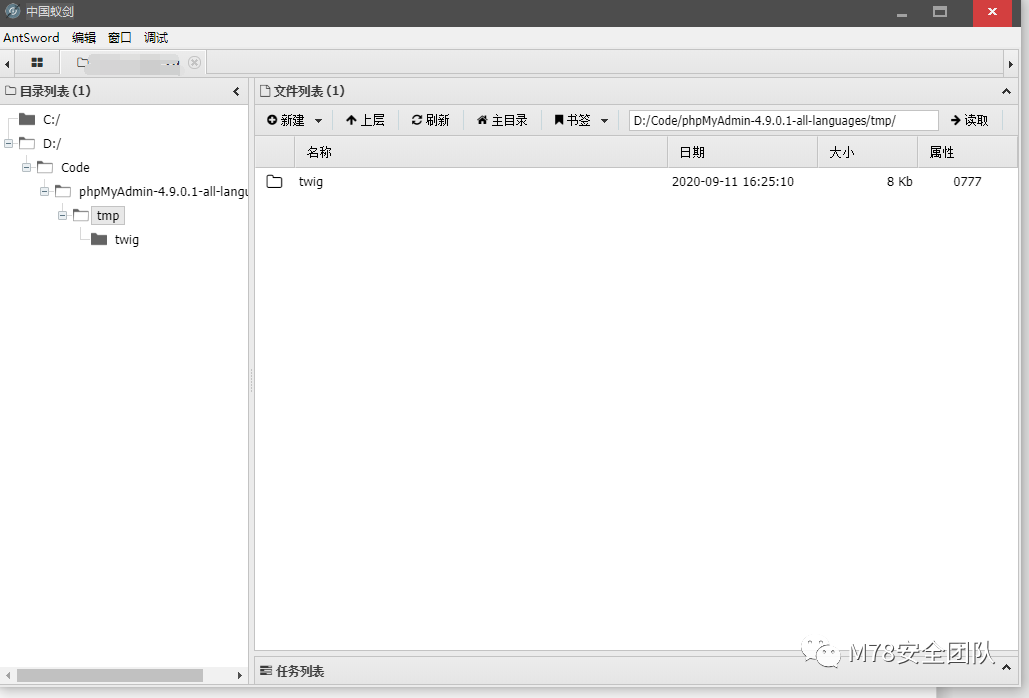 中国蚁剑
AntSword 编辑 窗口 调试
目录列表 (1)
C:/
D:/
Code
phpMyAdmin-4.9.0.1-all-langu
tmp
twig
文件列表 (1)
新建 上层 刷新 主目录 书签 D:/Code/phpMyAdmin-4.9.0.1-all-languages/tmp/ 读取
名称 日期 大小 属性
twig 2020-09-11 16:25:10 8 Kb 0777
任务列表
M78安全团队